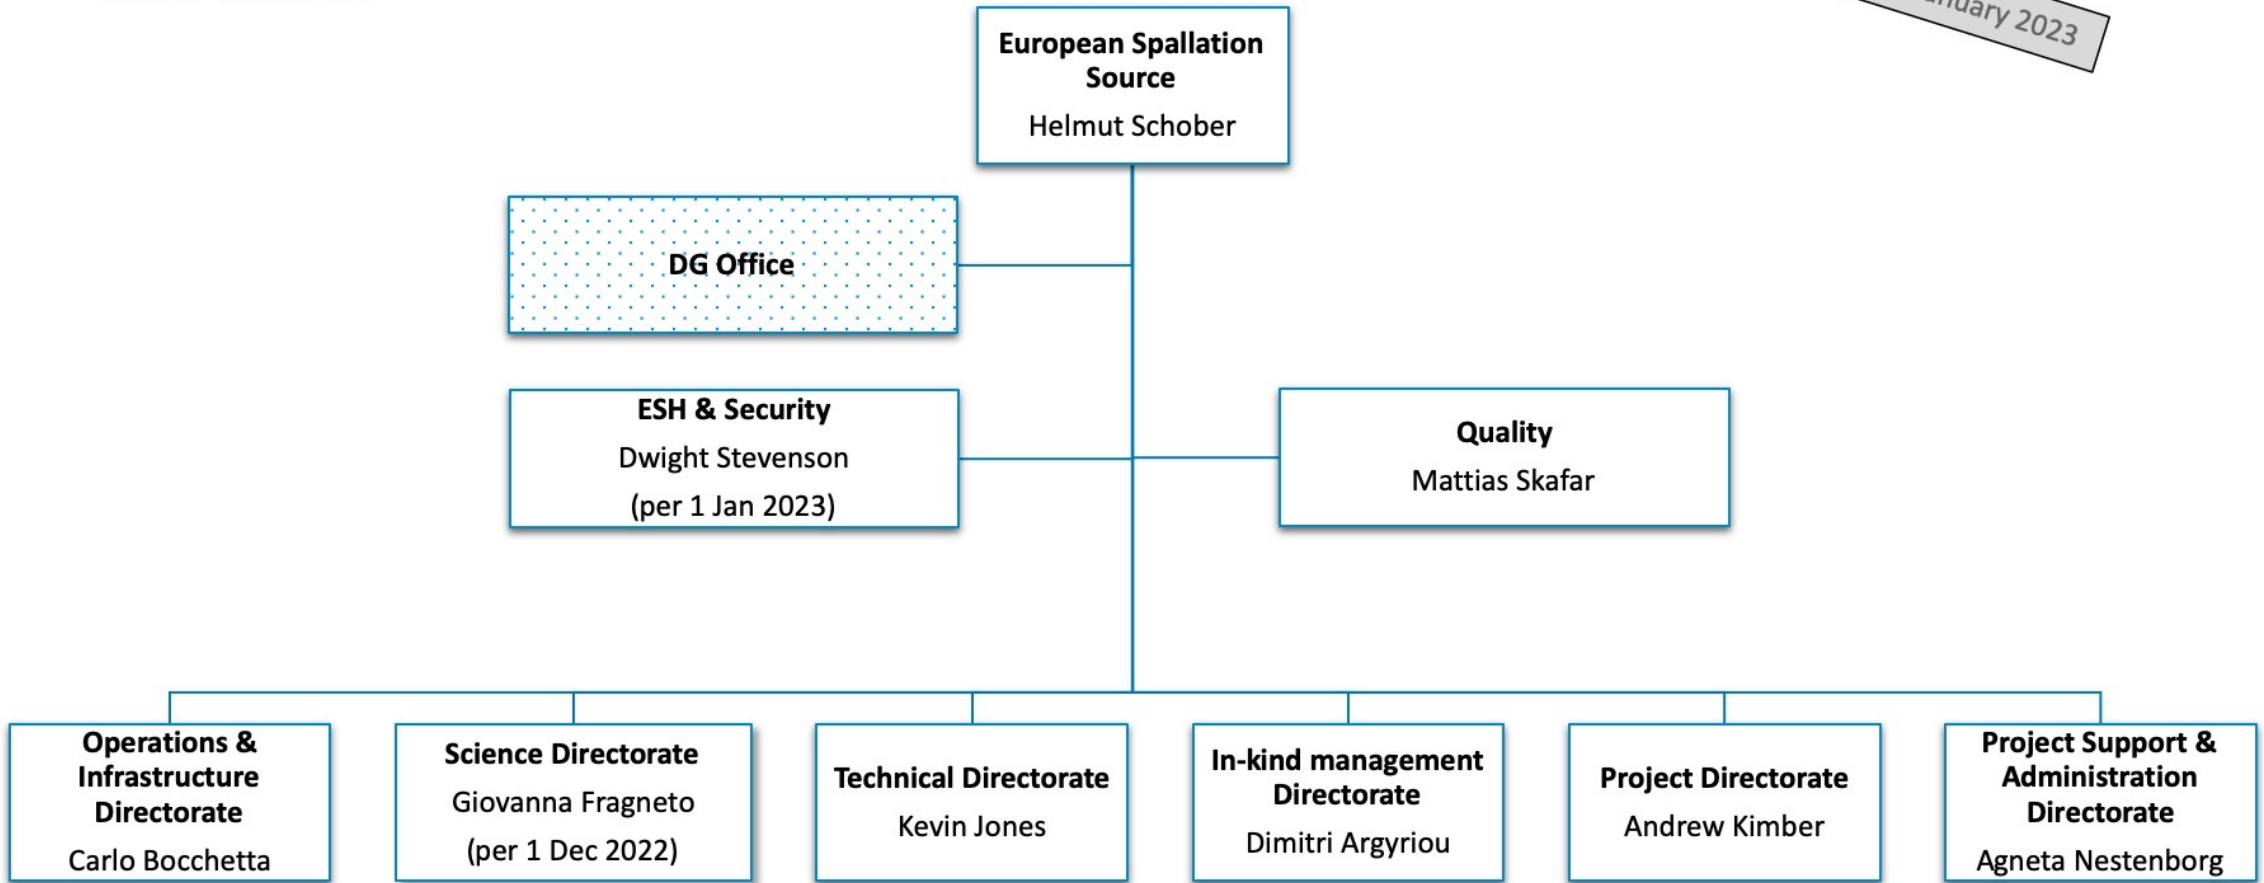 2023
European Spallation
Source
Helmut Schober
DG Office
ESH & Security
Dwight Stevenson
(per 1 Jan 2023)
Quality
Mattias Skafar
Operations &
Infrastructure
Directorate
Carlo Bocchetta
Science Directorate
Giovanna Fragneto
(per 1 Dec 2022)
Technical Directorate
Kevin Jones
In-kind management
Directorate
Dimitri Argyriou
Project Directorate
Andrew Kimber
Project Support &
Administration
Directorate
Agneta Nestenborg